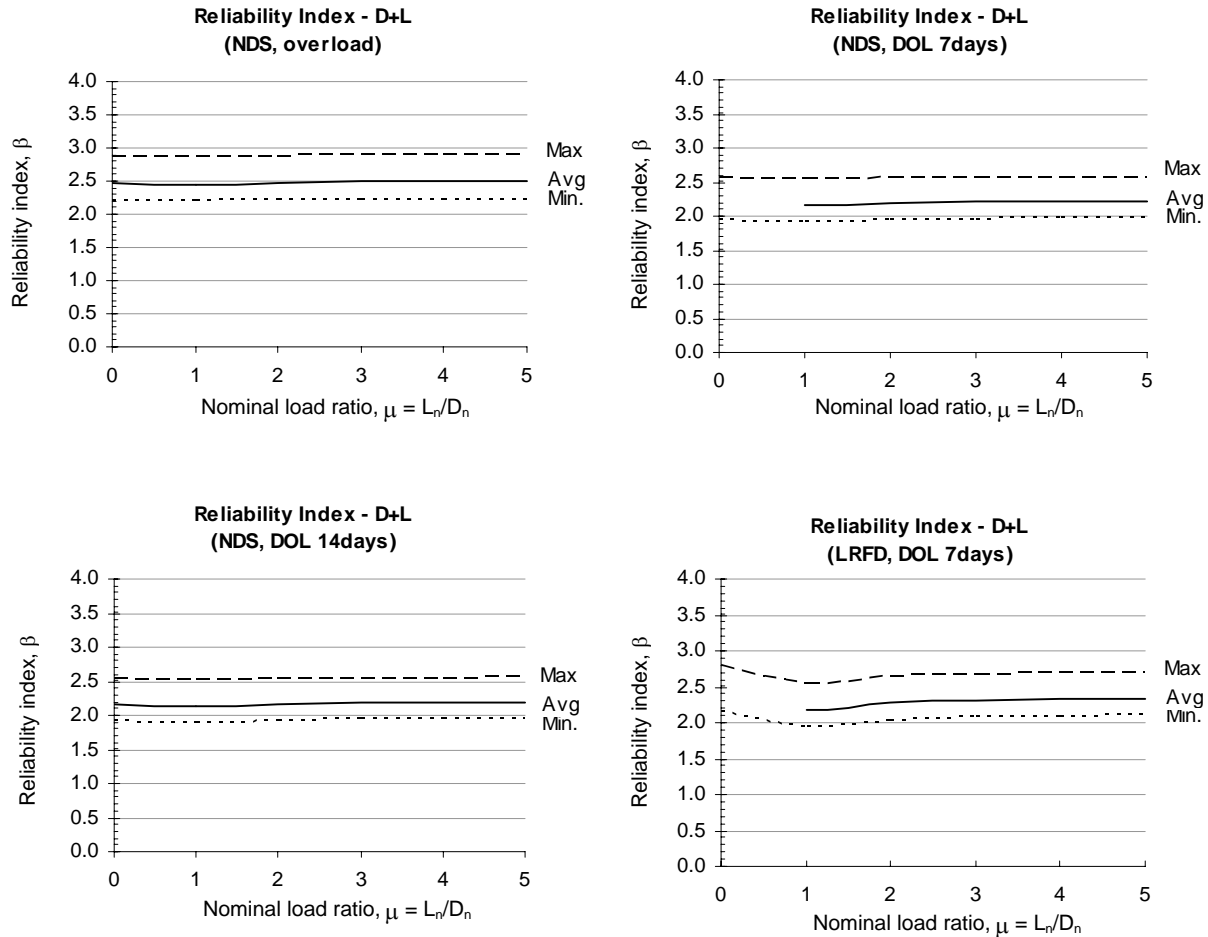 Reliability Index - D+L
(NDS, overload)
4.0
3.5
3.0
2.5
2.0
1.5
1.0
0.5
0.0
Reliability index, β
Max
Avg
Min.
0 1 2 3 4 5
Nominal load ratio, μ = Lₙ/Dₙ
Reliability Index - D+L
(NDS, DOL 7days)
4.0
3.5
3.0
2.5
2.0
1.5
1.0
0.5
0.0
Reliability index, β
Max
Avg
Min.
0 1 2 3 4 5
Nominal load ratio, μ = Lₙ/Dₙ
Reliability Index - D+L
(NDS, DOL 14days)
4.0
3.5
3.0
2.5
2.0
1.5
1.0
0.5
0.0
Reliability index, β
Max
Avg
Min.
0 1 2 3 4 5
Nominal load ratio, μ = Lₙ/Dₙ
Reliability Index - D+L
(LRFD, DOL 7days)
4.0
3.5
3.0
2.5
2.0
1.5
1.0
0.5
0.0
Reliability index, β
Max
Avg
Min.
0 1 2 3 4 5
Nominal load ratio, μ = Lₙ/Dₙ